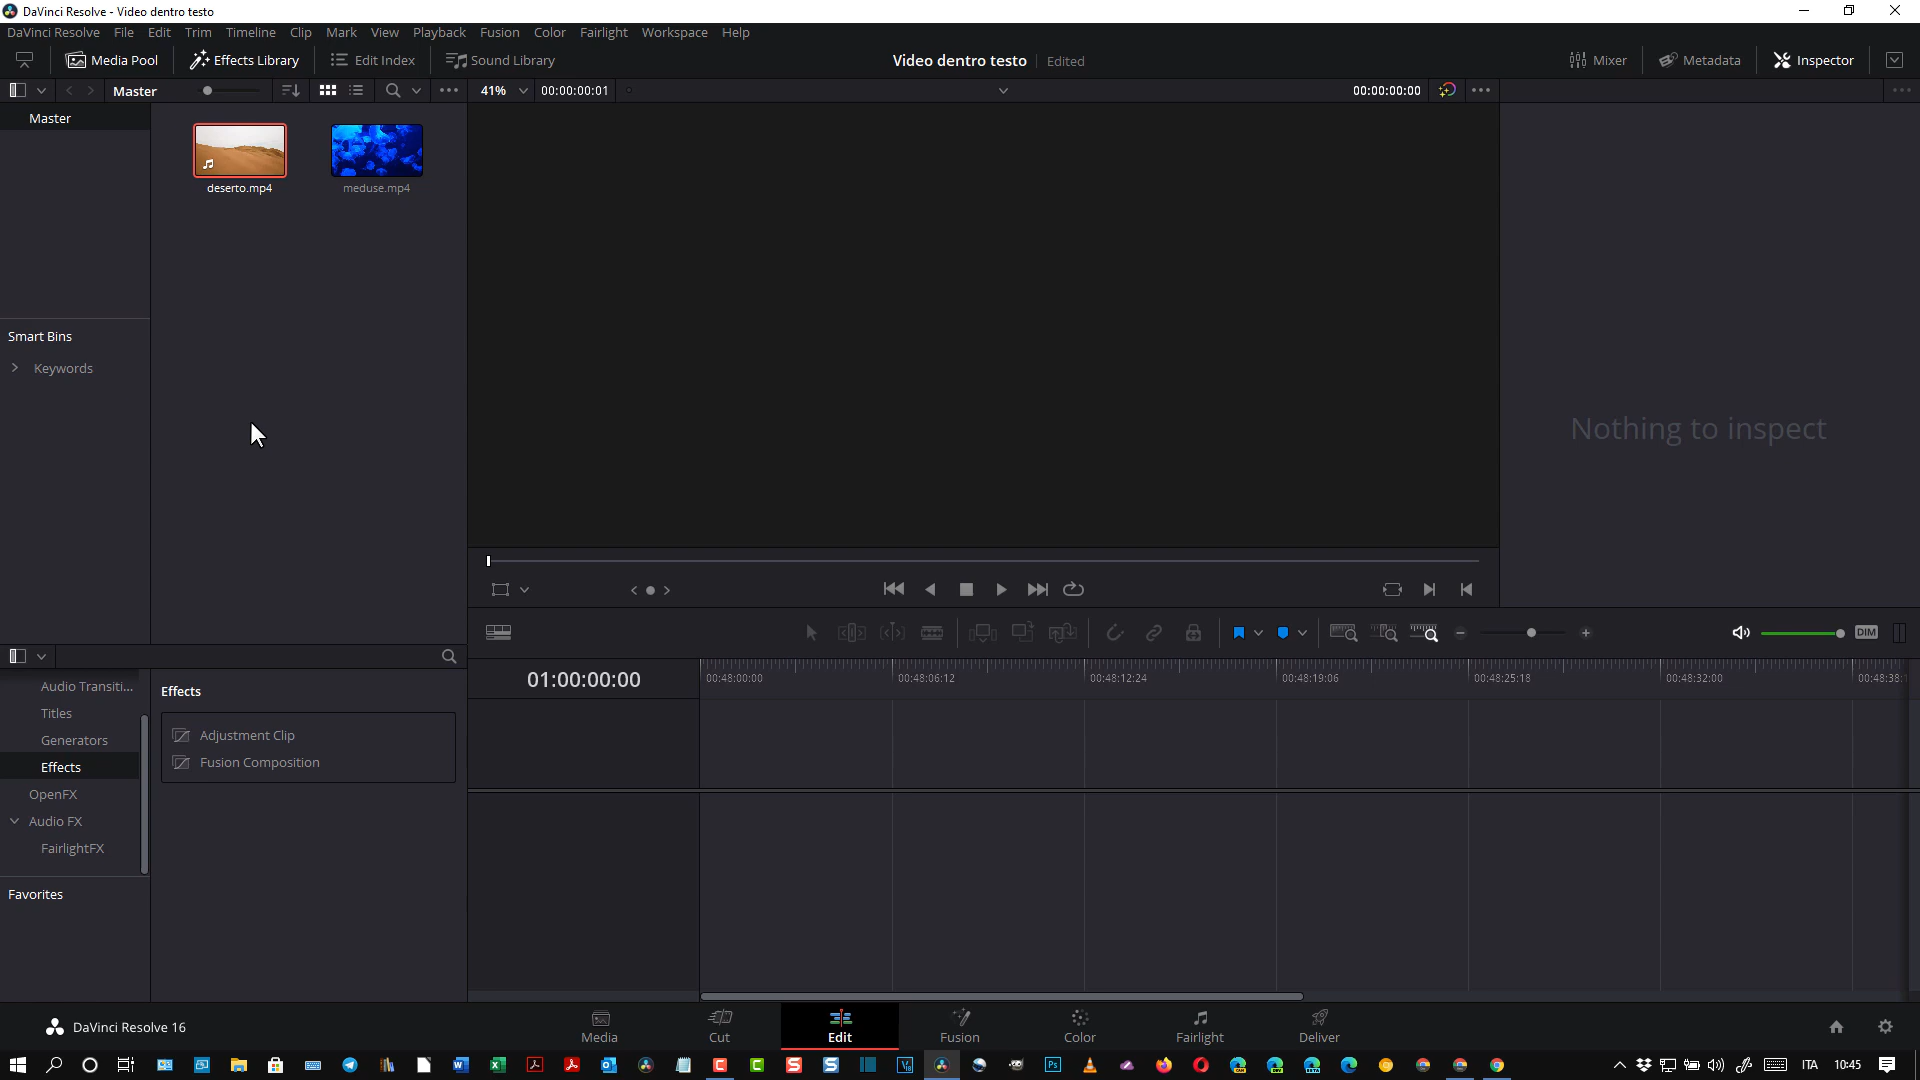 DaVinci Resolve - Video dentro testo
DaVinci Resolve File Edit Trim Timeline Clip Mark View Playback Fusion Color Fairlight Workspace Help
Media Pool Effects Library Edit Index Sound Library Video dentro testo Edited Mixer Metadata Inspector
Master 41% 00:00:00:01 00:00:00:00
Master
deserto.mp4 meduse.mp4
Smart Bins
Keywords
Nothing to inspect
DIM
01:00:00:00 00:48:00:00 00:48:06:12 00:48:12:24 00:48:19:06 00:48:25:18 00:48:32:00 00:48:38:1
Audio Transiti... Effects
Titles
Adjustment Clip
Generators
Fusion Composition
Effects
OpenFX
Audio FX
FairlightFX
Favorites
DaVinci Resolve 16 Media Cut Edit Fusion Color Fairlight Deliver
ITA 10:45